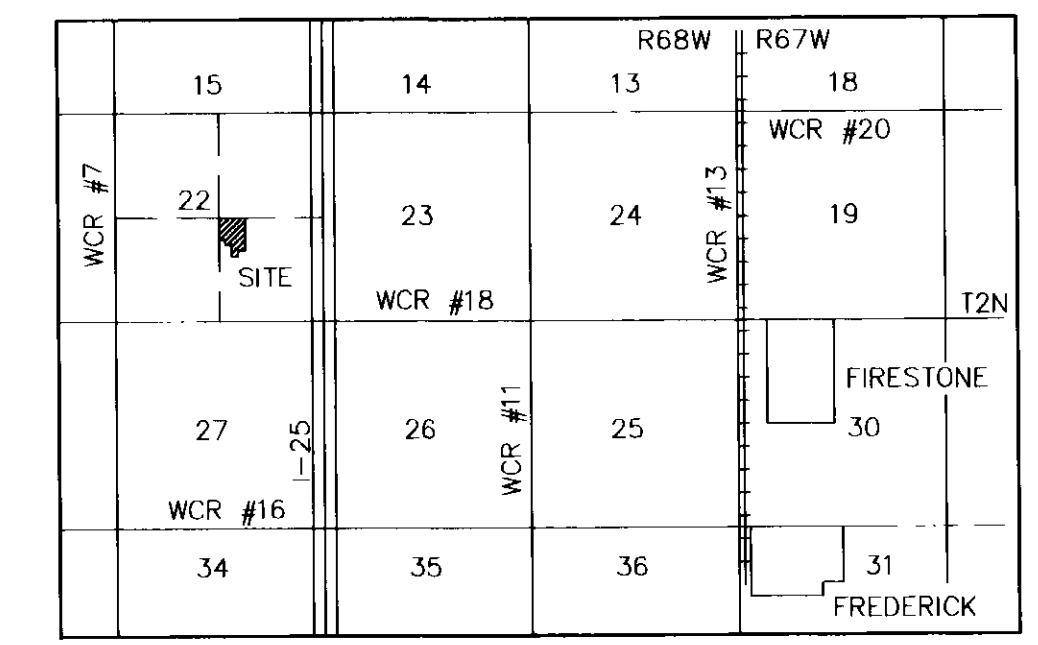 R68W R67W
15 14 13 18
WCR #20
WCR #7
22 23 24 WCR #13 19
SITE
WCR #18
T2N
FIRESTONE
27 I-25 26 WCR #11 25 30
WCR #16
34 35 36 31
FREDERICK